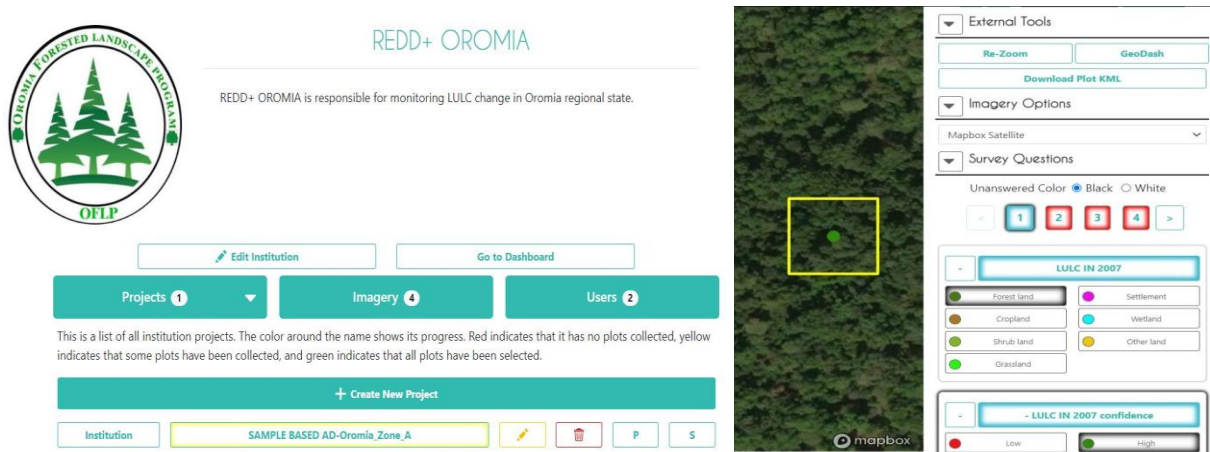 OROMIA FORESTED LANDSCAPE PROGRAM
OFLP
REDD+ OROMIA
REDD+ OROMIA is responsible for monitoring LULC change in Oromia regional state.
Edit Institution
Go to Dashboard
Projects 1
Imagery 4
Users 2
This is a list of all institution projects. The color around the name shows its progress. Red indicates that it has no plots collected, yellow
indicates that some plots have been collected, and green indicates that all plots have been selected.
+ Create New Project
Institution
SAMPLE BASED AD-Oromia_Zone_A
P
S
mapbox
External Tools
Re-Zoom
GeoDash
Download Plot KML
Imagery Options
Mapbox Satellite
Survey Questions
Unanswered Color Black White
< 1 2 3 4 >
- LULC IN 2007
Forest land
Settlement
Cropland
Wetland
Shrub land
Other land
Grassland
- - LULC IN 2007 confidence
Low
High